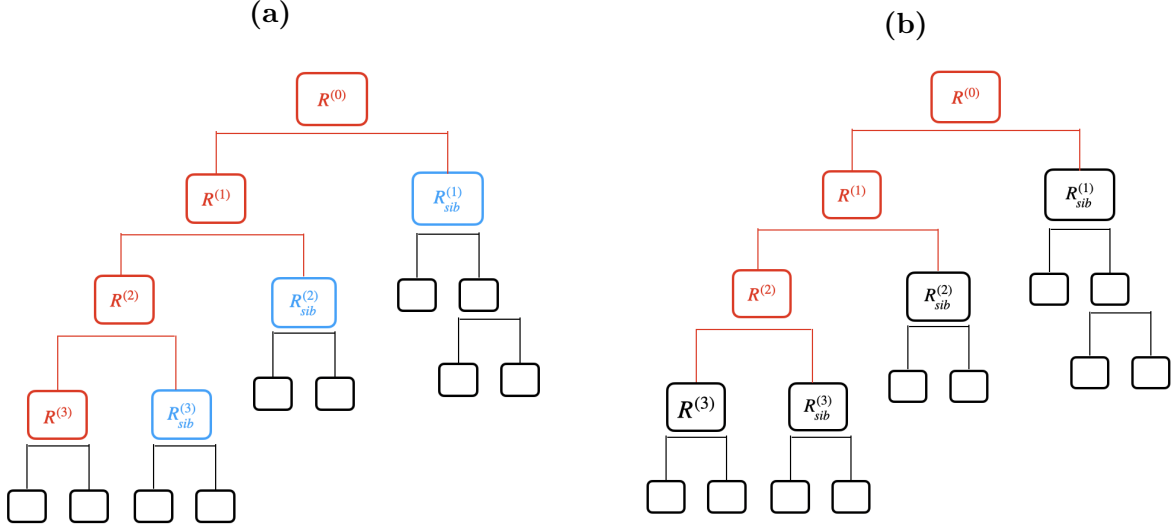 (a)
R^(0)
R^(1)
R_sib^(1)
R^(2)
R_sib^(2)
R^(3)
R_sib^(3)
(b)
R^(0)
R^(1)
R_sib^(1)
R^(2)
R_sib^(2)
R^(3)
R_sib^(3)